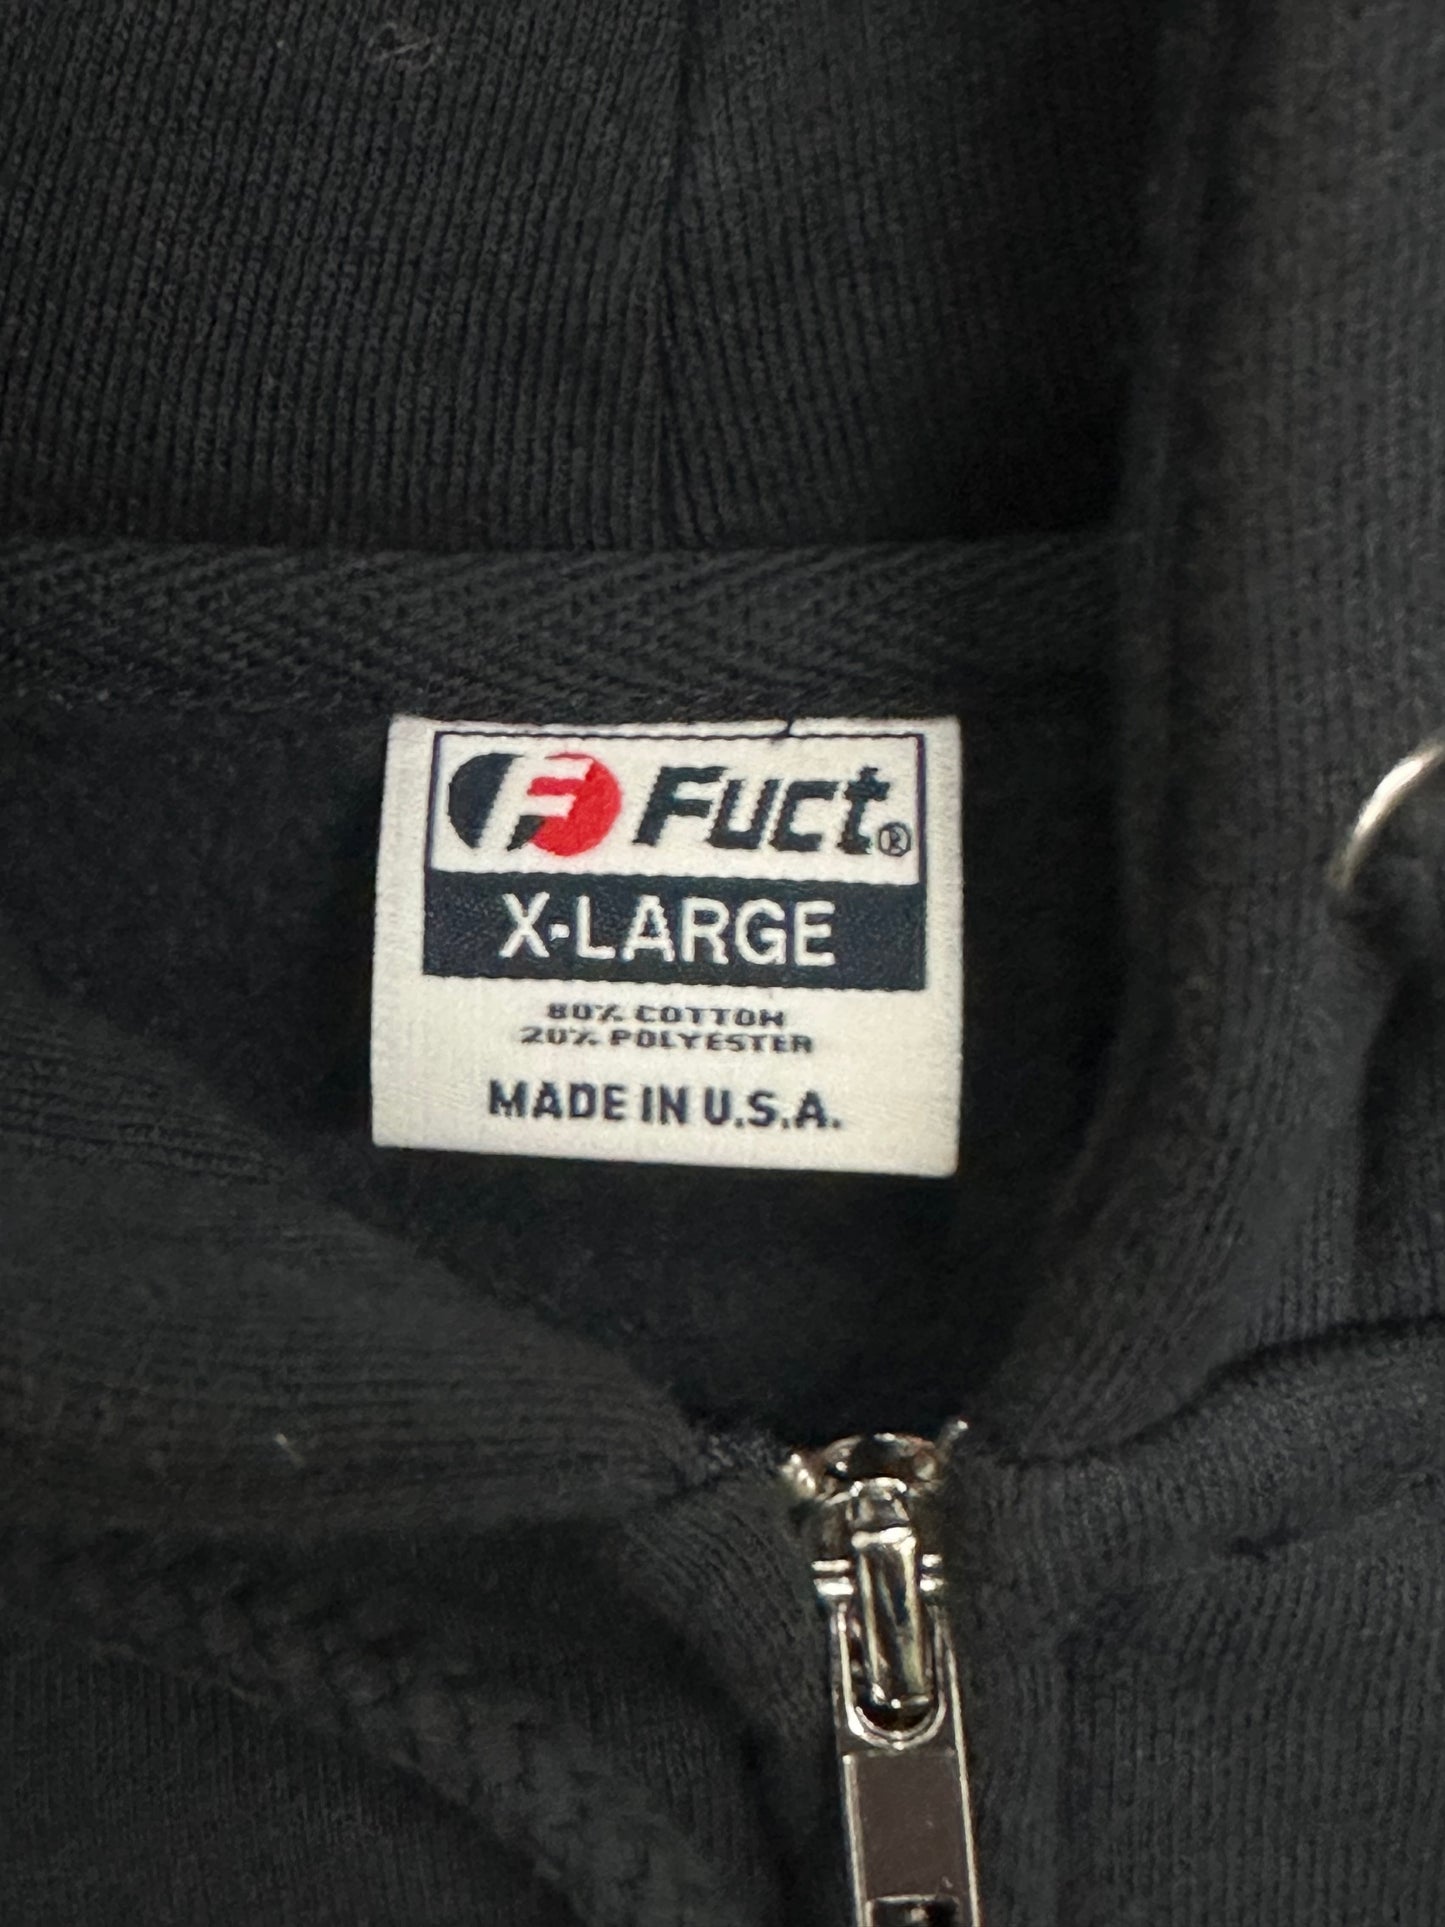 F Fuct®
X-LARGE
80% COTTON
20% POLYESTER
MADE IN U.S.A.